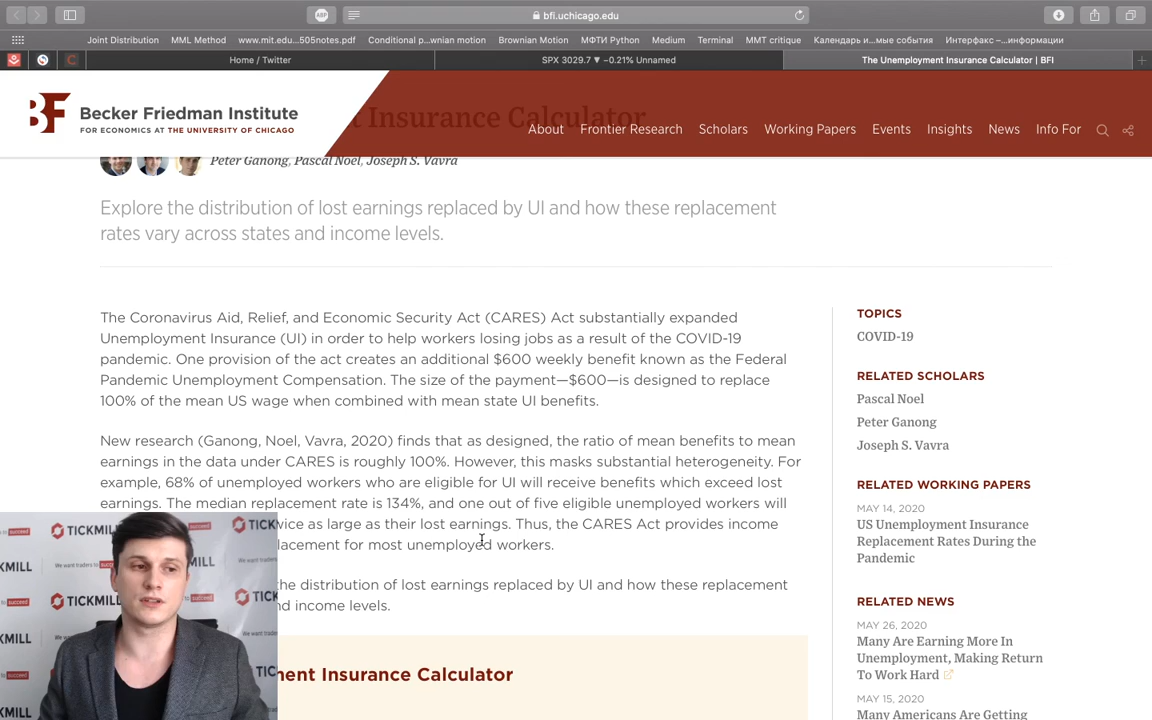 bfi.uchicago.edu
ABP
Joint Distribution MML Method www.mit.edu...505notes.pdf Conditional p...wnian motion Brownian Motion МФТИ Python Medium Terminal MMT critique Календарь и...мые события Интерфакс –...информации
Home / Twitter SPX 3029.7 ▼ −0.21% Unnamed The Unemployment Insurance Calculator | BFI
BF Becker Friedman Institute
FOR ECONOMICS AT THE UNIVERSITY OF CHICAGO
Insurance Calculator
About Frontier Research Scholars Working Papers Events Insights News Info For
Peter Ganong, Pascal Noel, Joseph S. Vavra
Explore the distribution of lost earnings replaced by UI and how these replacement
rates vary across states and income levels.
The Coronavirus Aid, Relief, and Economic Security Act (CARES) Act substantially expanded
Unemployment Insurance (UI) in order to help workers losing jobs as a result of the COVID-19
pandemic. One provision of the act creates an additional $600 weekly benefit known as the Federal
Pandemic Unemployment Compensation. The size of the payment—$600—is designed to replace
100% of the mean US wage when combined with mean state UI benefits.
New research (Ganong, Noel, Vavra, 2020) finds that as designed, the ratio of mean benefits to mean
earnings in the data under CARES is roughly 100%. However, this masks substantial heterogeneity. For
example, 68% of unemployed workers who are eligible for UI will receive benefits which exceed lost
earnings. The median replacement rate is 134%, and one out of five eligible unemployed workers will
wice as large as their lost earnings. Thus, the CARES Act provides income
lacement for most unemployed workers.
he distribution of lost earnings replaced by UI and how these replacement
nd income levels.
ent Insurance Calculator
TOPICS
COVID-19
RELATED SCHOLARS
Pascal Noel
Peter Ganong
Joseph S. Vavra
RELATED WORKING PAPERS
MAY 14, 2020
US Unemployment Insurance
Replacement Rates During the
Pandemic
RELATED NEWS
MAY 26, 2020
Many Are Earning More In
Unemployment, Making Return
To Work Hard
MAY 15, 2020
Many Americans Are Getting
TICKMILL
TICK
MILL
We want traders to succeed
TICKMILL
TICK
MILL
We want traders
TIC